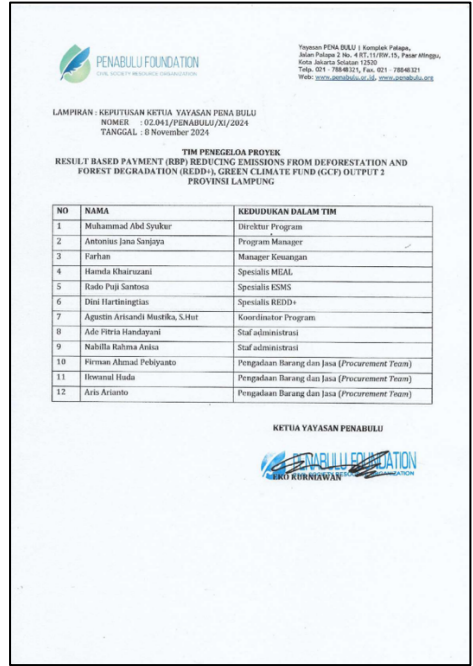 PENABULU FOUNDATION
CIVIL SOCIETY RESOURCE ORGANIZATION
Yayasan PENA BULU | Komplek Palapa,
Jalan Palapa 2 No. 4 RT.11/RW.15, Pasar Minggu,
Kota Jakarta Selatan 12520
Telp. 021 - 78848321, Fax. 021 - 78848321
Web: www.penabulu.or.id, www.penabulu.org
LAMPIRAN : KEPUTUSAN KETUA YAYASAN PENA BULU
NOMER : 02.041/PENABULU/XI/2024
TANGGAL : 8 November 2024
TIM PENEGELOA PROYEK
RESULT BASED PAYMENT (RBP) REDUCING EMISSIONS FROM DEFORESTATION AND
FOREST DEGRADATION (REDD+), GREEN CLIMATE FUND (GCF) OUTPUT 2
PROVINSI LAMPUNG
NO NAMA KEDUDUKAN DALAM TIM
1 Muhammad Abd Syukur Direktur Program
2 Antonius Jana Sanjaya Program Manager
3 Farhan Manager Keuangan
4 Hamda Khairuzani Spesialis MEAL
5 Rado Puji Santosa Spesialis ESMS
6 Dini Hartiningtias Spesialis REDD+
7 Agustin Arisandi Mustika, S.Hut Koordinator Program
8 Ade Fitria Handayani Staf administrasi
9 Nabilla Rahma Anisa Staf administrasi
10 Firman Ahmad Pebiyanto Pengadaan Barang dan Jasa (Procurement Team)
11 Ikwanul Huda Pengadaan Barang dan Jasa (Procurement Team)
12 Aris Arianto Pengadaan Barang dan Jasa (Procurement Team)
KETUA YAYASAN PENABULU
PENABULU FOUNDATION
CIVIL SOCIETY RESOURCE ORGANIZATION
EKO KURNIAWAN